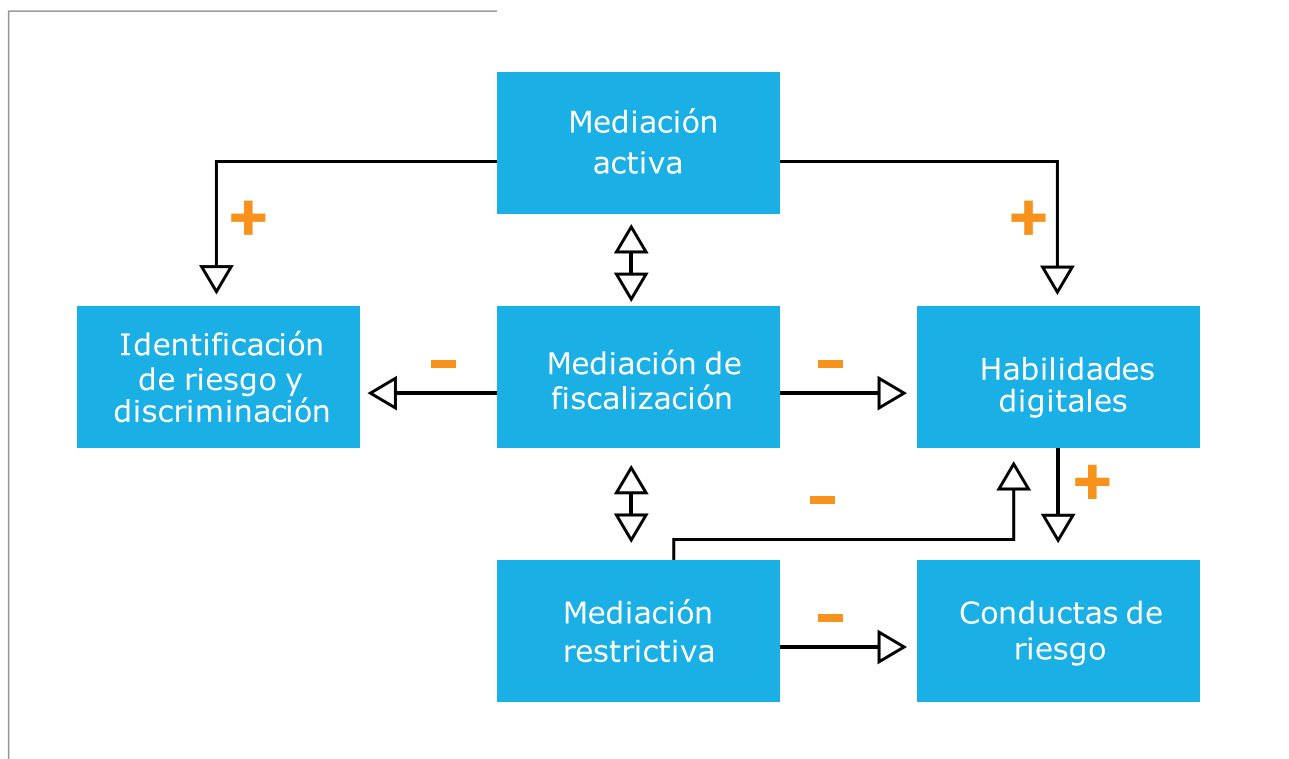 Mediación
activa
+
+
Identificación
de riesgo y
discriminación
-
Mediación de
fiscalización
-
Habilidades
digitales
-
+
Mediación
restrictiva
-
Conductas de
riesgo